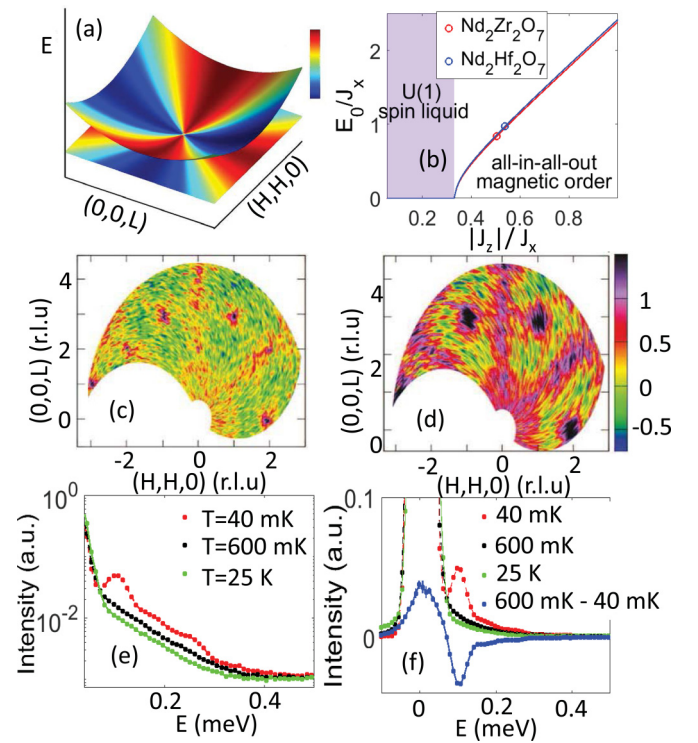 E
(a)
(0,0,L)
(H,H,0)
E₀/Jₓ
2
1
0
Nd₂Zr₂O₇
Nd₂Hf₂O₇
U(1)
spin liquid
(b)
all-in-all-out
magnetic order
0.2 0.4 0.6 0.8 1
|J_z|/Jₓ
(0,0,L) (r.l.u)
4
2
0
(c)
-2 0 2
(H,H,0) (r.l.u)
(0,0,L) (r.l.u)
4
2
0
(d)
-2 0 2
(H,H,0) (r.l.u)
1
0.5
0
-0.5
Intensity (a.u.)
10⁰
10⁻²
T=40 mK
T=600 mK
T=25 K
(e)
0.2 0.4
E (meV)
Intensity (a.u.)
0.1
0
40 mK
600 mK
25 K
600 mK - 40 mK
(f)
0 0.2 0.4
E (meV)